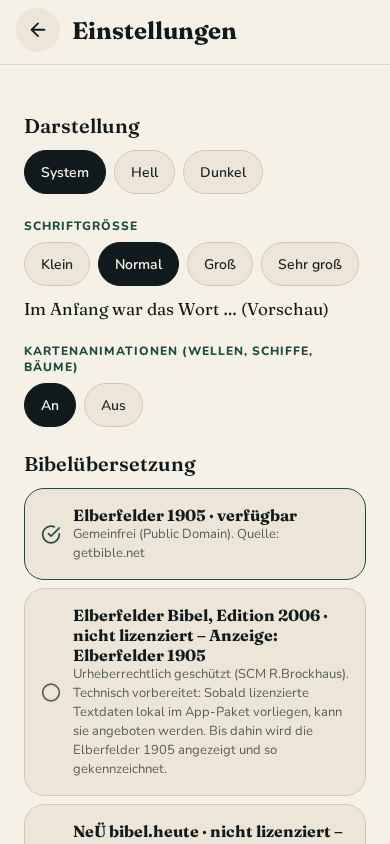 Einstellungen
Darstellung
System Hell Dunkel
SCHRIFTGRÖSSE
Klein Normal Groß Sehr groß
Im Anfang war das Wort … (Vorschau)
KARTENANIMATIONEN (WELLEN, SCHIFFE,
BÄUME)
An Aus
Bibelübersetzung
Elberfelder 1905 · verfügbar
Gemeinfrei (Public Domain). Quelle:
getbible.net
Elberfelder Bibel, Edition 2006 ·
nicht lizenziert – Anzeige:
Elberfelder 1905
Urheberrechtlich geschützt (SCM R.Brockhaus).
Technisch vorbereitet: Sobald lizenzierte
Textdaten lokal im App-Paket vorliegen, kann
sie angeboten werden. Bis dahin wird die
Elberfelder 1905 angezeigt und so
gekennzeichnet.
NeÜ bibel.heute · nicht lizenziert –